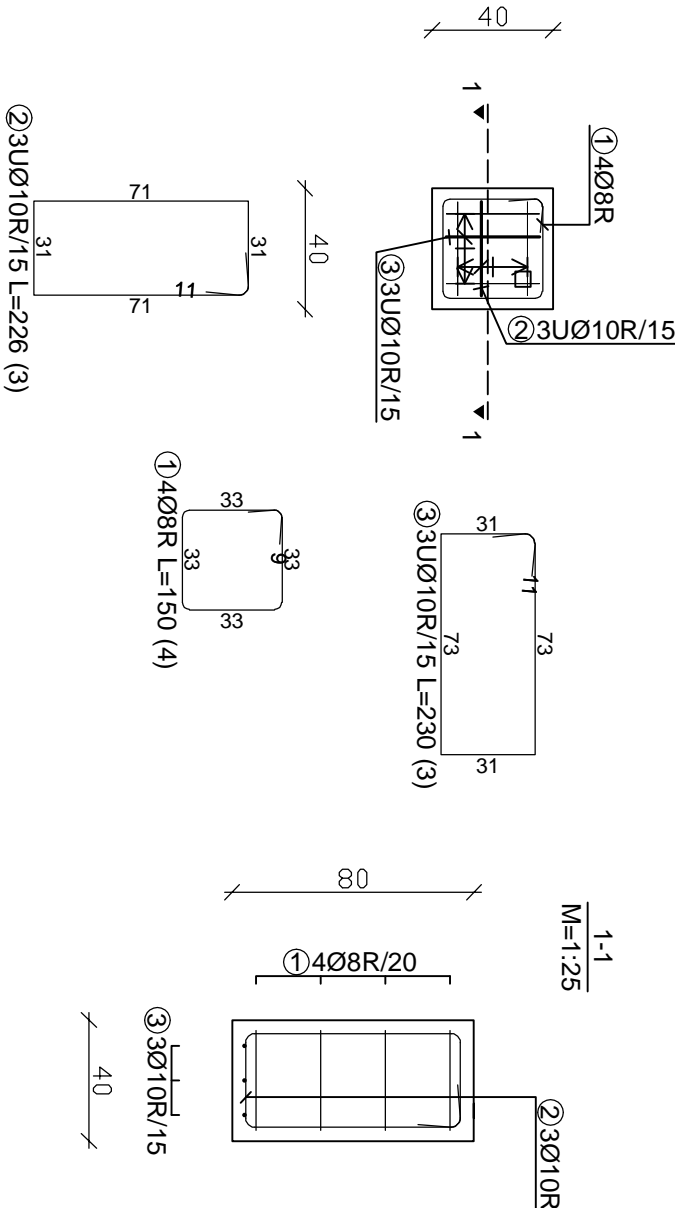 40
1
①4Ø8R
40
③3UØ10R/15
②3UØ10R/15
1
71
31
31
11
71
②3UØ10R/15 L=226 (3)
33
33
9
33
33
①4Ø8R L=150 (4)
31
11
73
73
31
③3UØ10R/15 L=230 (3)
80
1-1
M=1:25
①4Ø8R/20
40
③3Ø10R/15
②3Ø10R